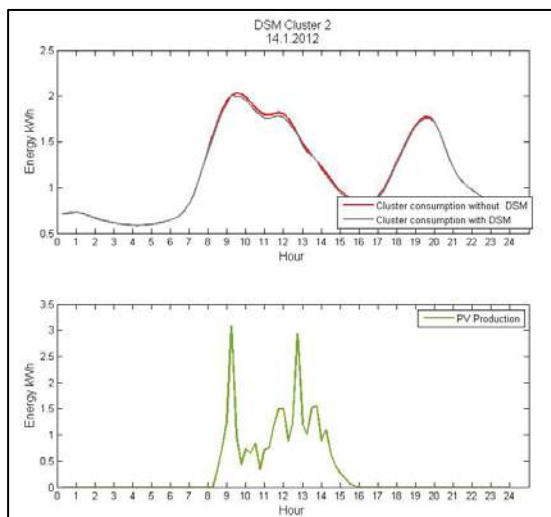 DSM Cluster 2
14.1.2012
2.5
2
1.5
1
0.5
Energy kWh
Cluster consumption without DSM
Cluster consumption with DSM
0 1 2 3 4 5 6 7 8 9 10 11 12 13 14 15 16 17 18 19 20 21 22 23 24
Hour
3.5
3
2.5
2
1.5
1
0.5
0
Energy kWh
PV Production
0 1 2 3 4 5 6 7 8 9 10 11 12 13 14 15 16 17 18 19 20 21 22 23 24
Hour